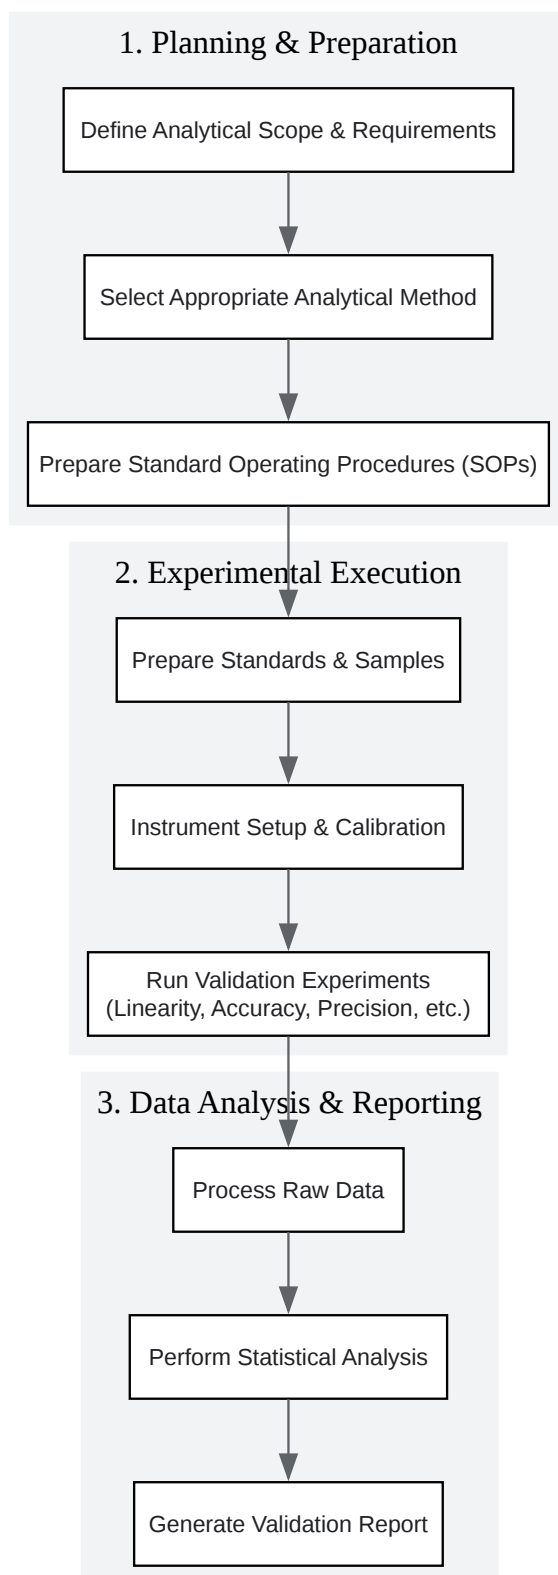 1. Planning & Preparation
Define Analytical Scope & Requirements
Select Appropriate Analytical Method
Prepare Standard Operating Procedures (SOPs)
2. Experimental Execution
Prepare Standards & Samples
Instrument Setup & Calibration
Run Validation Experiments
(Linearity, Accuracy, Precision, etc.)
3. Data Analysis & Reporting
Process Raw Data
Perform Statistical Analysis
Generate Validation Report